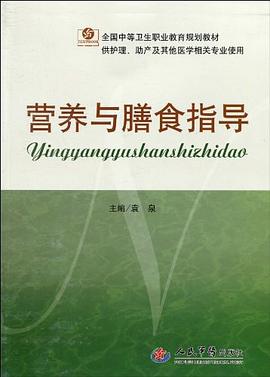 全国中等卫生职业教育规划教材
供护理、助产及其他医学相关专业使用
营养与膳食指导
Yingyangyushanshizhidao
主编/袁 泉
人民军医出版社